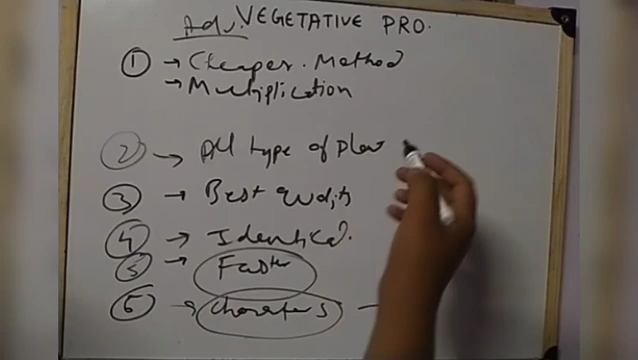 Adv. VEGETATIVE PRO.
① → Cheaper. Method
→ Multiplication
② → All type of plan
③ → Best quality
④ → Identical.
⑤ → Faster
⑥ → Characters –